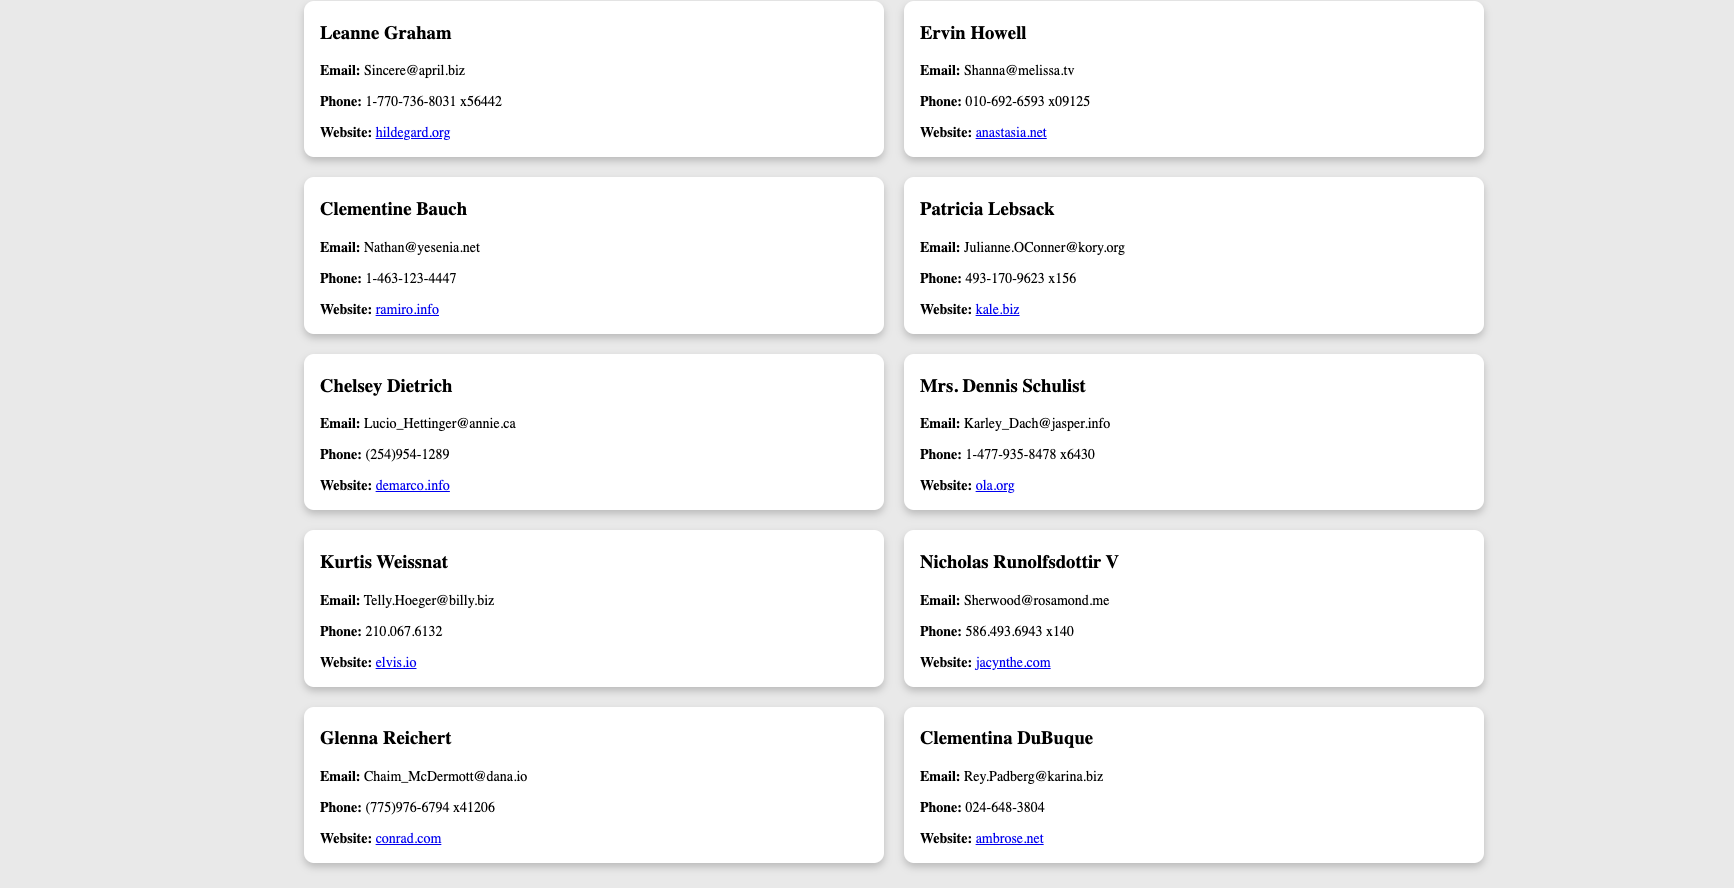 Leanne Graham
Email: Sincere@april.biz
Phone: 1-770-736-8031 x56442
Website: hildegard.org
Ervin Howell
Email: Shanna@melissa.tv
Phone: 010-692-6593 x09125
Website: anastasia.net
Clementine Bauch
Email: Nathan@yesenia.net
Phone: 1-463-123-4447
Website: ramiro.info
Patricia Lebsack
Email: Julianne.OConner@kory.org
Phone: 493-170-9623 x156
Website: kale.biz
Chelsey Dietrich
Email: Lucio_Hettinger@annie.ca
Phone: (254)954-1289
Website: demarco.info
Mrs. Dennis Schulist
Email: Karley_Dach@jasper.info
Phone: 1-477-935-8478 x6430
Website: ola.org
Kurtis Weissnat
Email: Telly.Hoeger@billy.biz
Phone: 210.067.6132
Website: elvis.io
Nicholas Runolfsdottir V
Email: Sherwood@rosamond.me
Phone: 586.493.6943 x140
Website: jacynthe.com
Glenna Reichert
Email: Chaim_McDermott@dana.io
Phone: (775)976-6794 x41206
Website: conrad.com
Clementina DuBuque
Email: Rey.Padberg@karina.biz
Phone: 024-648-3804
Website: ambrose.net